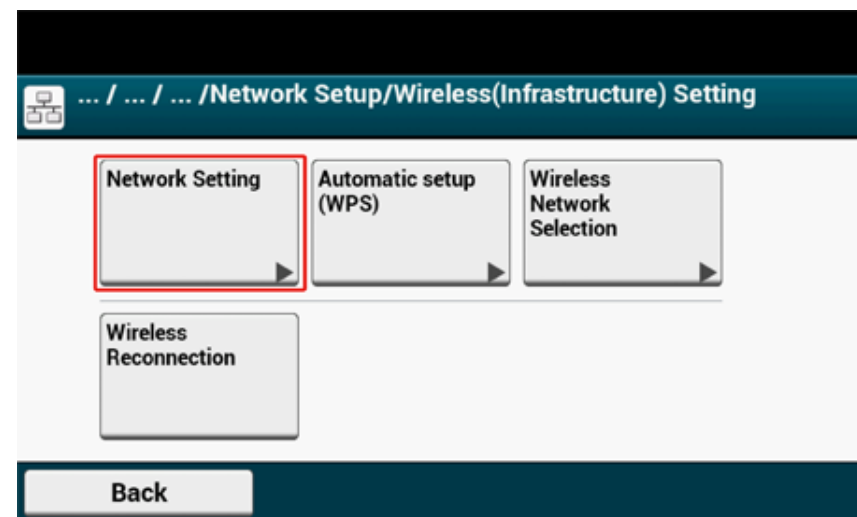 ... / ... / ... /Network Setup/Wireless(Infrastructure) Setting
Network Setting
Automatic setup
(WPS)
Wireless
Network
Selection
Wireless
Reconnection
Back